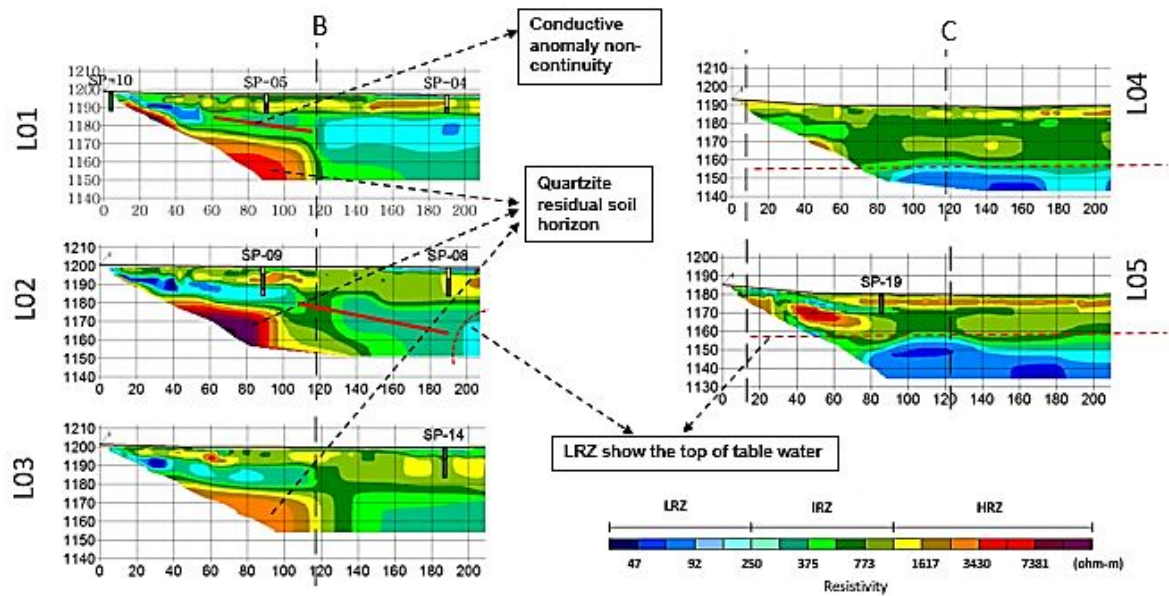 B
Conductive
anomaly non-
continuity
C
L01
1210
1200
1190
1180
1170
1160
1150
1140
SP-10
SP-05
SP-04
0 20 40 60 80 100 120 140 160 180 200
L04
1210
1200
1190
1180
1170
1160
1150
1140
0 20 40 60 80 100 120 140 160 180 200
Quartzite
residual soil
horizon
L02
1210
1200
1190
1180
1170
1160
1150
1140
SP-09
SP-08
0 20 40 60 80 100 120 140 160 180 200
L05
1200
1190
1180
1170
1160
1150
1140
1130
SP-19
0 20 40 60 80 100 120 140 160 180 200
LRZ show the top of table water
L03
1210
1200
1190
1180
1170
1160
1150
1140
SP-14
0 20 40 60 80 100 120 140 160 180 200
LRZ IRZ HRZ
47 92 250 375 773 1617 3430 7381 (ohm-m)
Resistivity